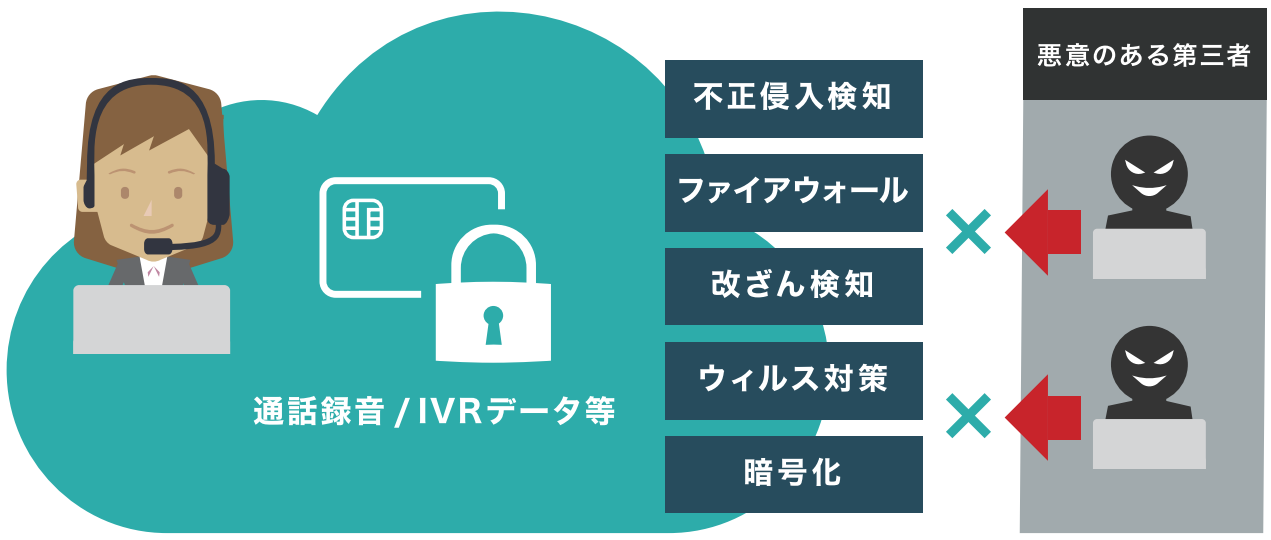 悪意のある第三者
不正侵入検知
ファイアウォール
改ざん検知
ウィルス対策
暗号化
通話録音 / IVRデータ等